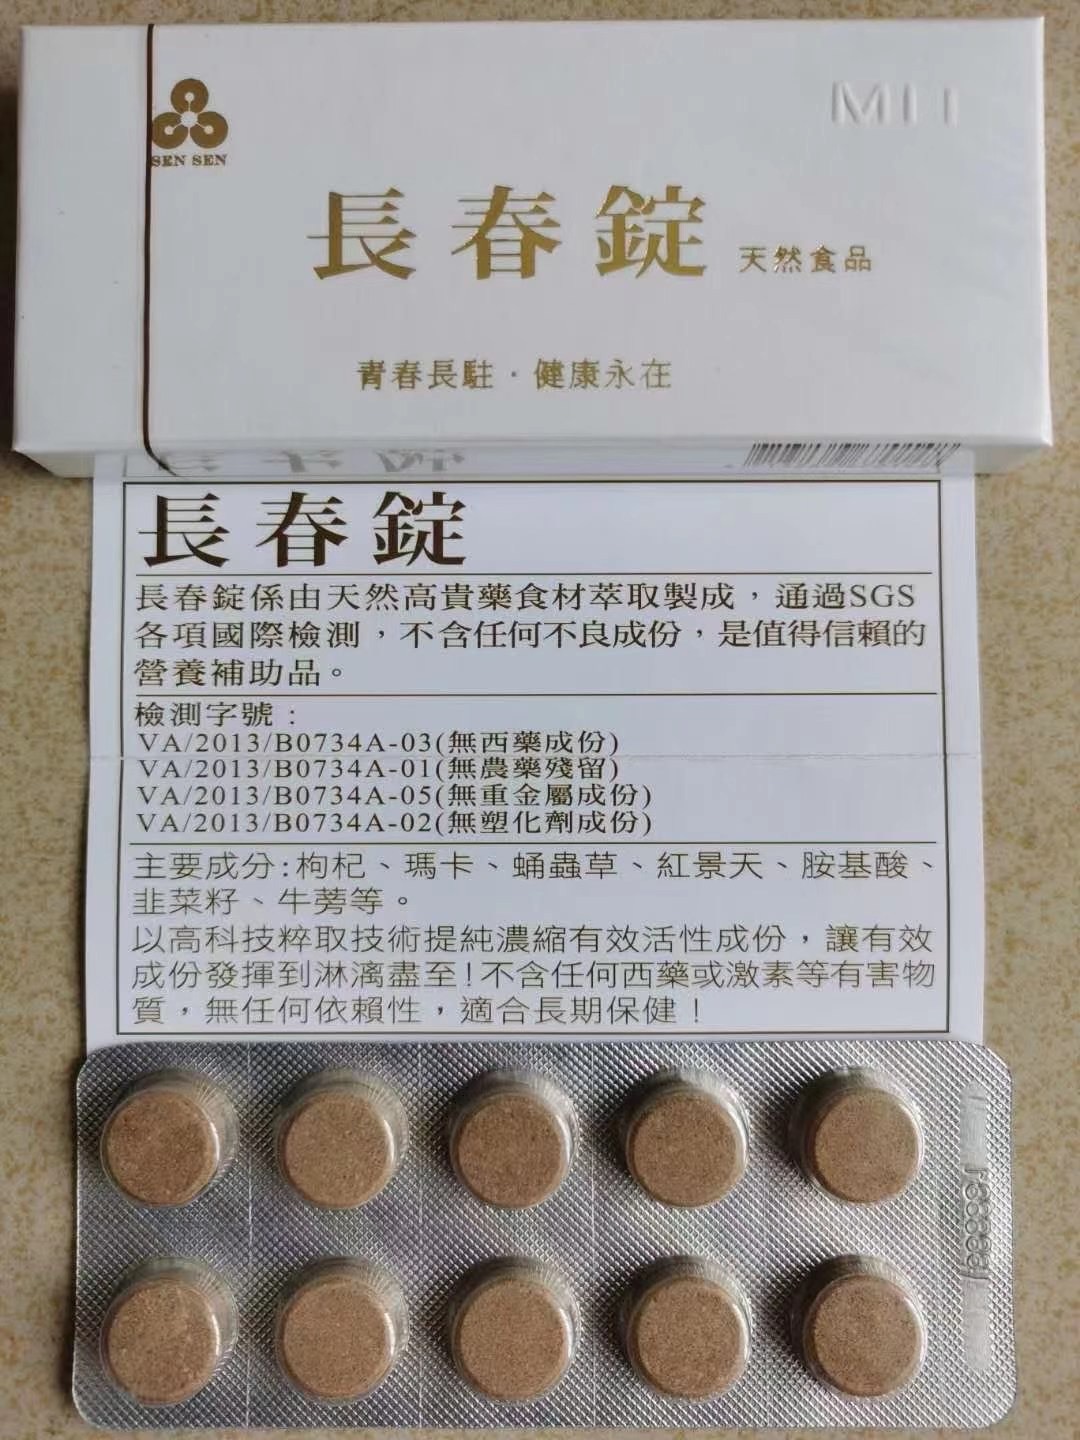 MIT
SEN SEN
長春錠 天然食品
青春長駐・健康永在
長春錠
長春錠係由天然高貴藥食材萃取製成，通過SGS
各項國際檢測，不含任何不良成份，是值得信賴的
營養補助品。
檢測字號：
VA/2013/B0734A-03(無西藥成份)
VA/2013/B0734A-01(無農藥殘留)
VA/2013/B0734A-05(無重金屬成份)
VA/2013/B0734A-02(無塑化劑成份)
主要成分:枸杞、瑪卡、蛹蟲草、紅景天、胺基酸、
韭菜籽、牛蒡等。
以高科技粹取技術提純濃縮有效活性成份，讓有效
成份發揮到淋漓盡至!不含任何西藥或激素等有害物
質，無任何依賴性，適合長期保健！